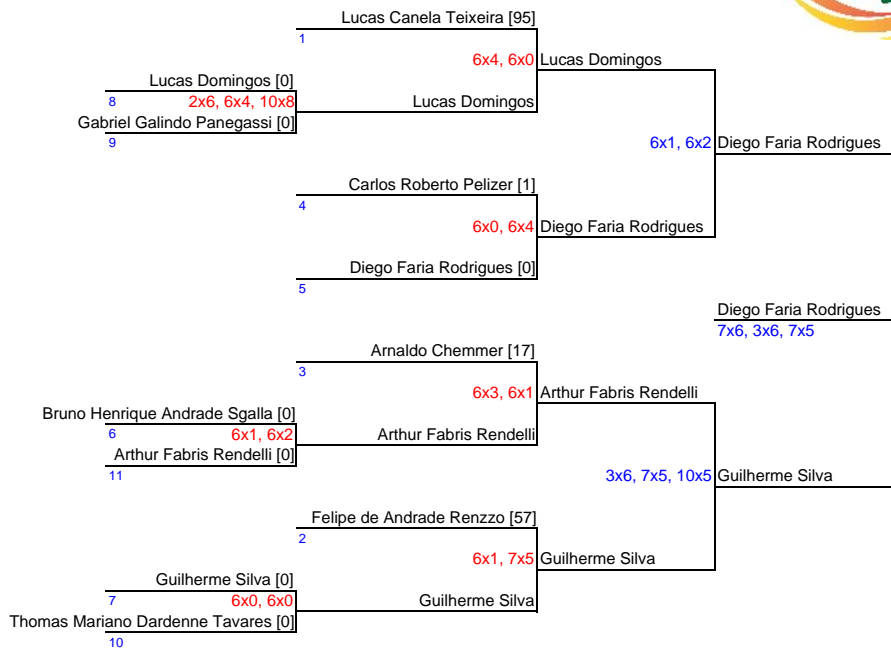 Lucas Canela Teixeira [95]
1
6x4, 6x0 Lucas Domingos
Lucas Domingos [0]
8 2x6, 6x4, 10x8 Lucas Domingos
Gabriel Galindo Panegassi [0]
9
6x1, 6x2 Diego Faria Rodrigues
Carlos Roberto Pelizer [1]
4
6x0, 6x4 Diego Faria Rodrigues
Diego Faria Rodrigues [0]
5
Diego Faria Rodrigues
7x6, 3x6, 7x5
Arnaldo Chemmer [17]
3
6x3, 6x1 Arthur Fabris Rendelli
Bruno Henrique Andrade Sgalla [0]
6 6x1, 6x2 Arthur Fabris Rendelli
Arthur Fabris Rendelli [0]
11
3x6, 7x5, 10x5 Guilherme Silva
Felipe de Andrade Renzzo [57]
2
6x1, 7x5 Guilherme Silva
Guilherme Silva [0]
7 6x0, 6x0 Guilherme Silva
Thomas Mariano Dardenne Tavares [0]
10